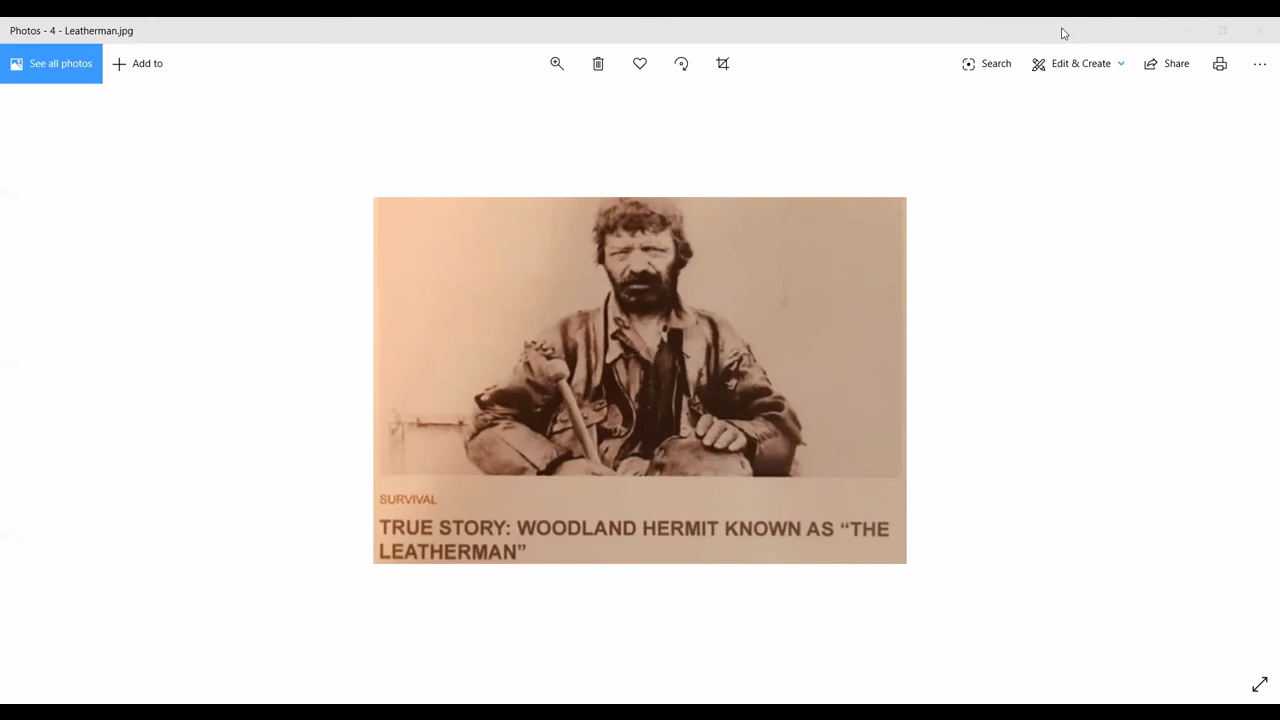 Photos - 4 - Leatherman.jpg
See all photos
Add to
Search
Edit & Create
Share
SURVIVAL
TRUE STORY: WOODLAND HERMIT KNOWN AS “THE
LEATHERMAN”